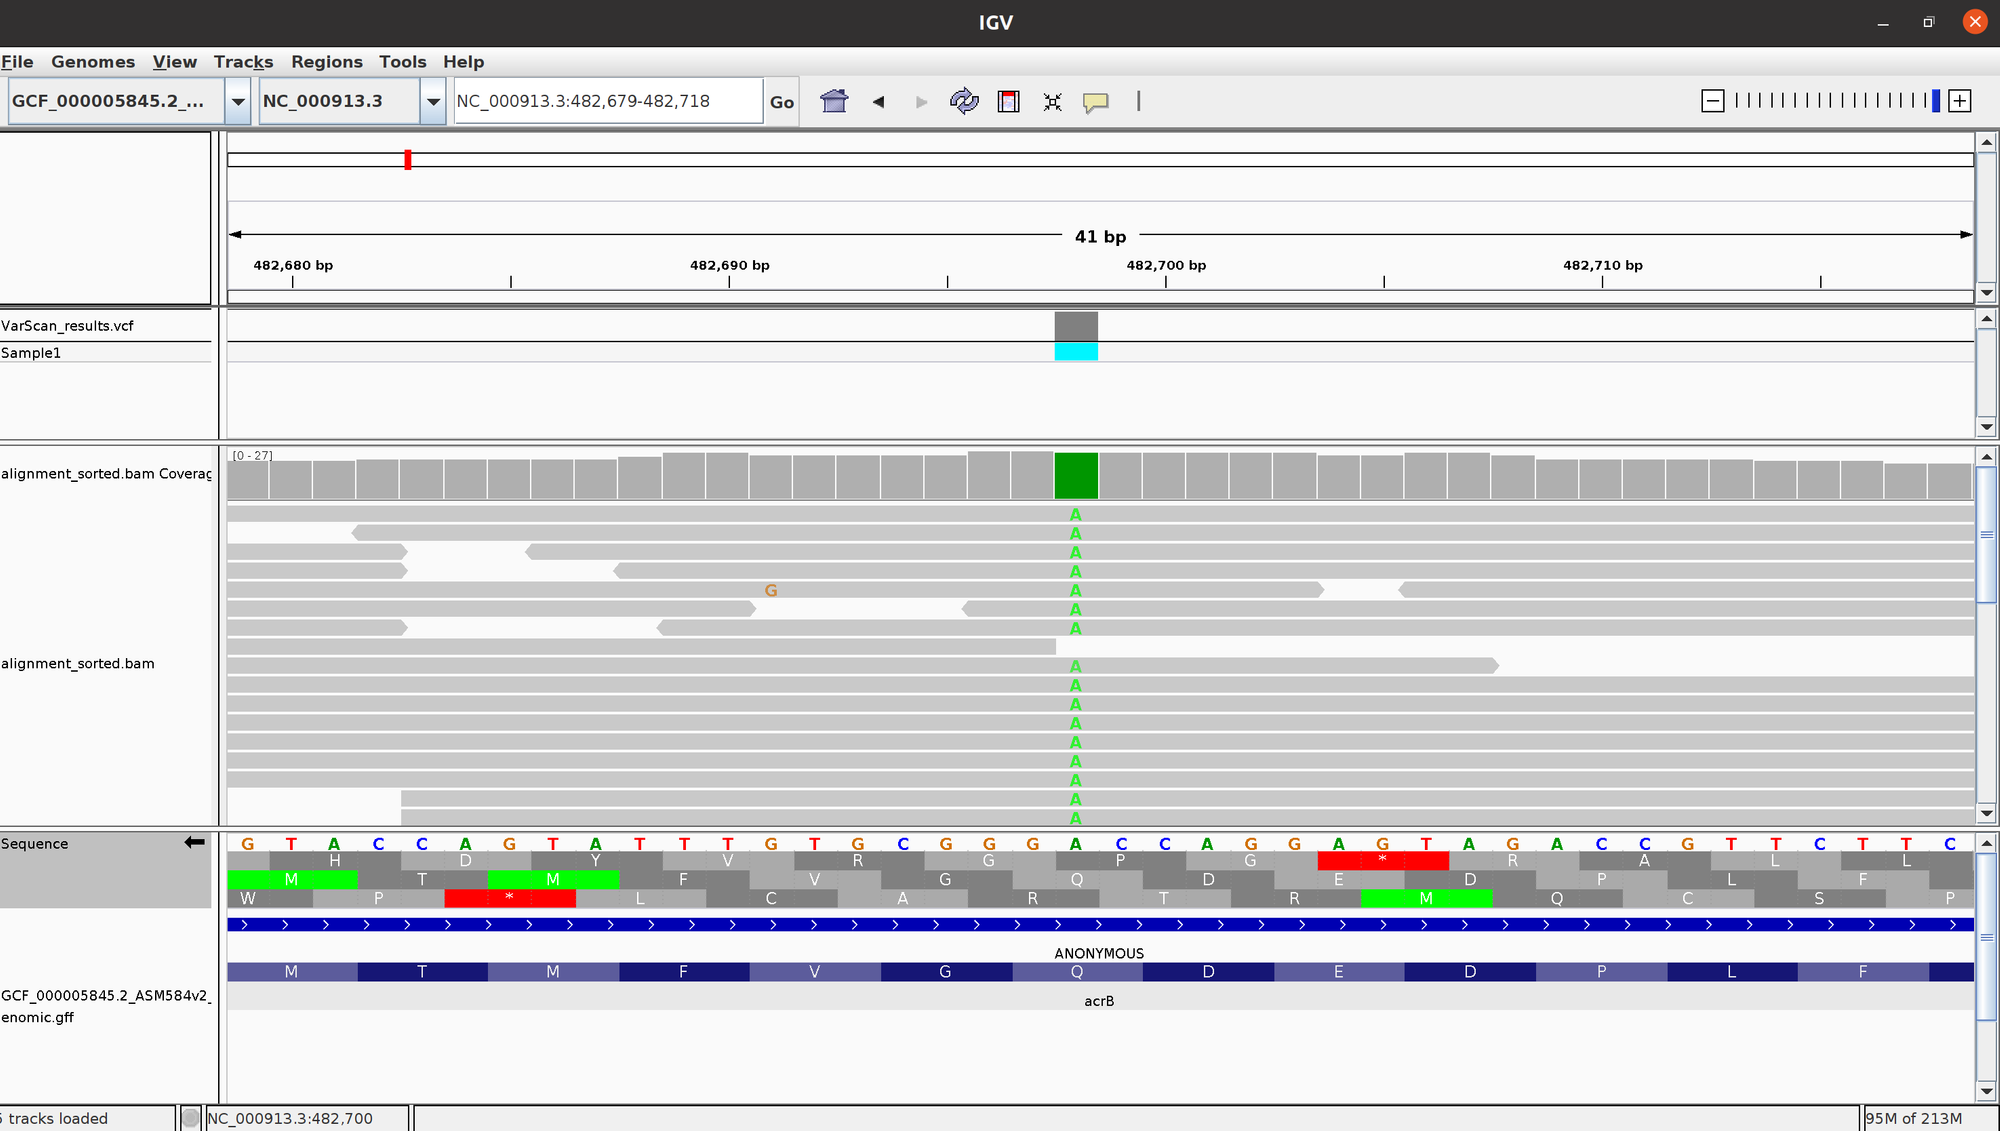 IGV
File Genomes View Tracks Regions Tools Help
GCF_000005845.2_... NC_000913.3 NC_000913.3:482,679-482,718 Go
41 bp
482,680 bp 482,690 bp 482,700 bp 482,710 bp
VarScan_results.vcf
Sample1
[0 - 27]
alignment_sorted.bam Coverag
A
A
A
A
G A
A
A
alignment_sorted.bam
A
A
A
A
A
A
A
A
A
Sequence G T A C C A G T A T T T G T G C G G G A C C A G G A G T A G A C C G T T C T T C
H D Y V R G P G * R A L L
M T M F V G Q D E D P L F
W P * L C A R T R M Q C S P
ANONYMOUS
M T M F V G Q D E D P L F
GCF_000005845.2_ASM584v2_
enomic.gff
acrB
tracks loaded NC_000913.3:482,700 95M of 213M